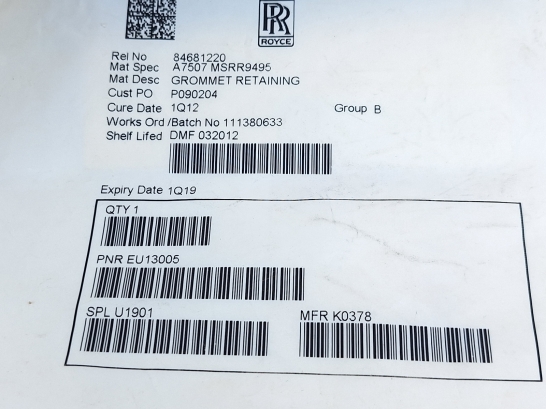 RR
ROYCE
Rel No 84681220
Mat Spec A7507 MSRR9495
Mat Desc GROMMET RETAINING
Cust PO P090204
Cure Date 1Q12 Group B
Works Ord /Batch No 111380633
Shelf Lifed DMF 032012
Expiry Date 1Q19
QTY 1
PNR EU13005
SPL U1901 MFR K0378